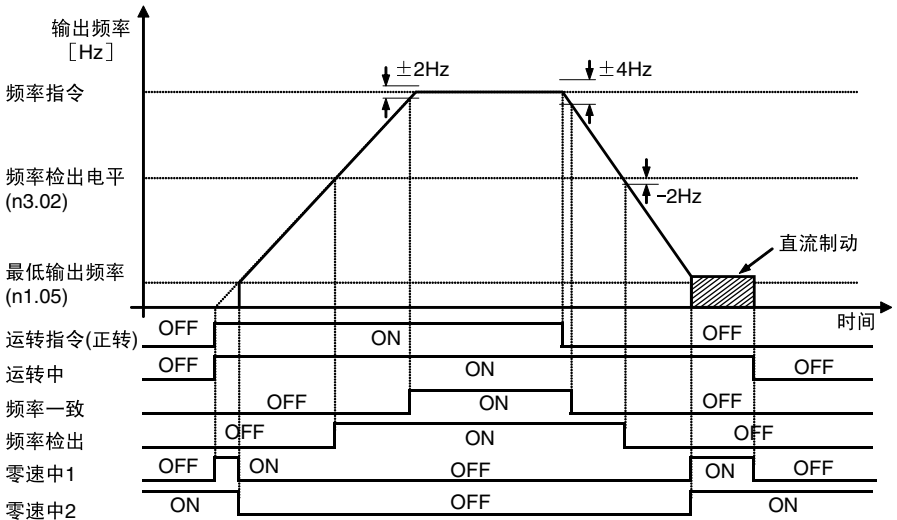 输出频率
［Hz］
±2Hz
±4Hz
频率指令
频率检出电平
(n3.02)
-2Hz
直流制动
最低输出频率
(n1.05)
时间
运转指令(正转) OFF ON OFF
运转中 OFF ON OFF
频率一致 OFF ON OFF
频率检出 OFF ON OFF
零速中1 OFF ON OFF ON OFF
零速中2 ON OFF ON